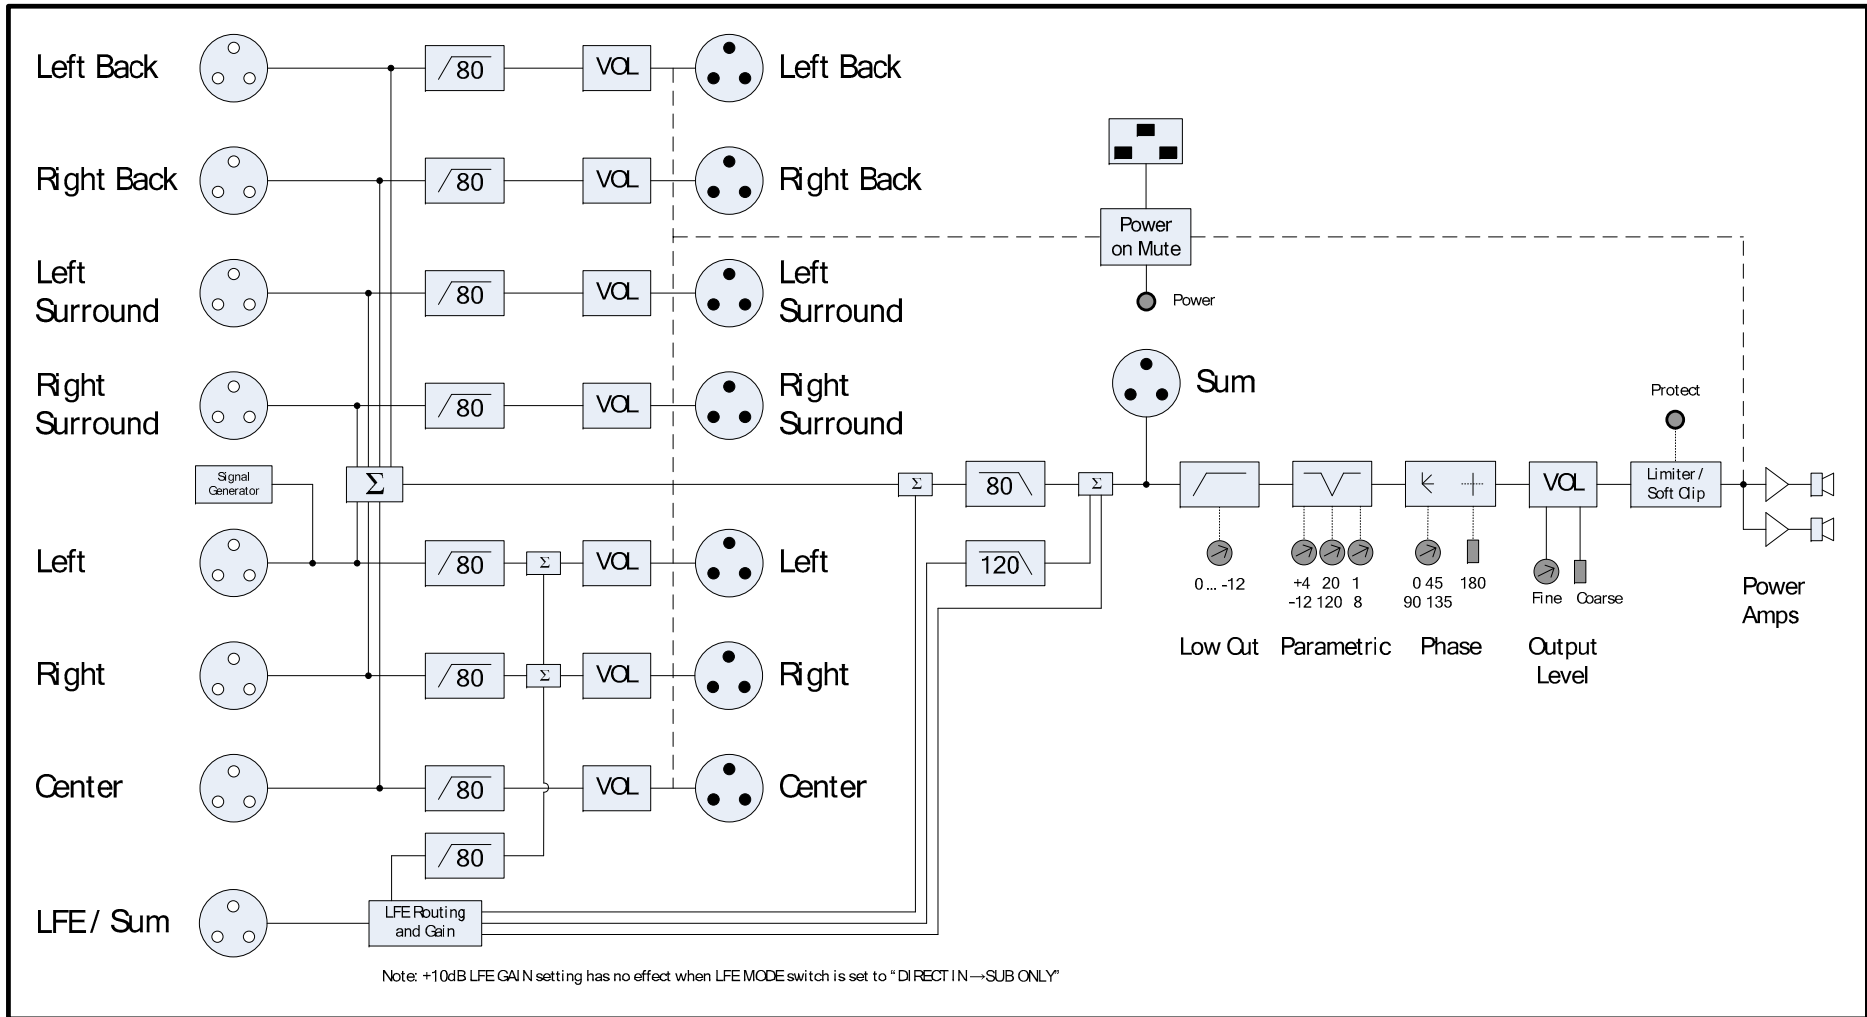 Left Back
80
VOL
Left Back
Right Back
80
VOL
Right Back
Left
Surround
80
VOL
Left
Surround
Power
on Mute
Power
Right
Surround
80
VOL
Right
Surround
Sum
Protect
Signal
Generator
Σ
Σ
80
Σ
VOL
Limiter /
Soft Clip
Left
80
Σ
VOL
Left
120
0 ... -12
+4 20 1
-12 120 8
0 45 180
90 135
Fine Coarse
Power
Amps
Low Cut
Parametric
Phase
Output
Level
Right
80
Σ
VOL
Right
Center
80
VOL
Center
80
LFE / Sum
LFE Routing
and Gain
Note: +10dB LFE GAIN setting has no effect when LFE MODE switch is set to “DIRECT IN→SUB ONLY”